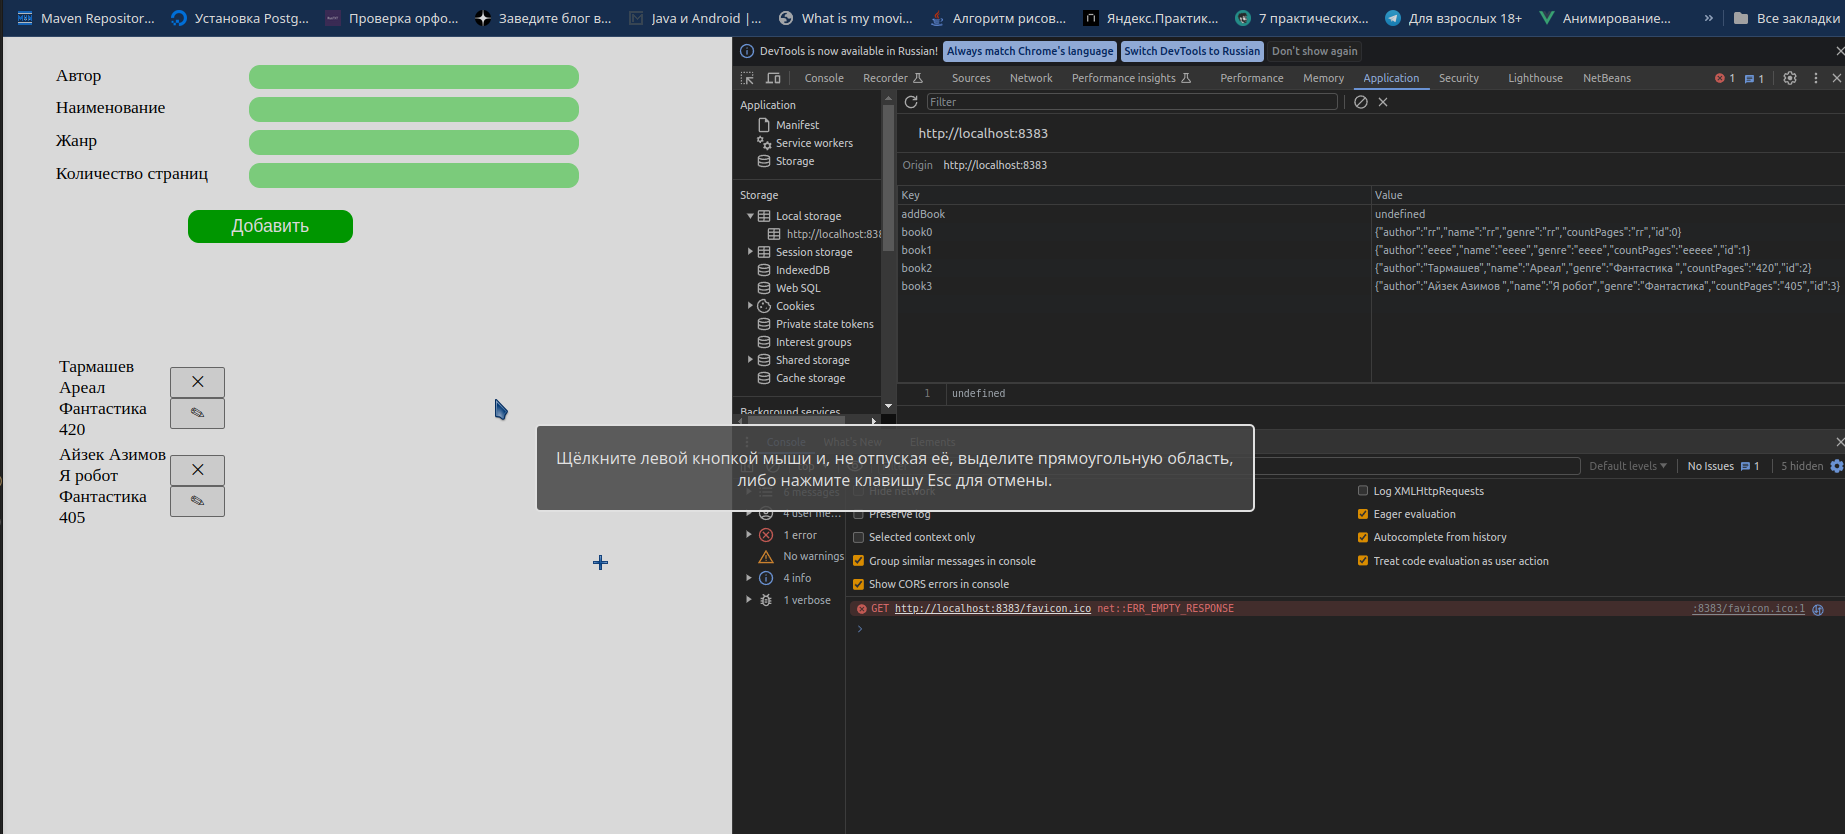 Maven Repositor...
Установка Postg...
Проверка орфо...
Заведите блог в...
Java и Android |...
What is my movi...
Алгоритм рисов...
Яндекс.Практик...
7 практических...
Для взрослых 18+
Анимирование...
»
Все закладки
Автор
Наименование
Жанр
Количество страниц
Добавить
Тармашев
Ареал
Фантастика
420
Айзек Азимов
Я робот
Фантастика
405
DevTools is now available in Russian!
Always match Chrome's language
Switch DevTools to Russian
Don't show again
Console
Recorder
Sources
Network
Performance insights
Performance
Memory
Application
Security
Lighthouse
NetBeans
1
1
Application
Manifest
Service workers
Storage
Storage
Local storage
http://localhost:838
Session storage
IndexedDB
Web SQL
Cookies
Private state tokens
Interest groups
Shared storage
Cache storage
Background services
Filter
http://localhost:8383
Origin http://localhost:8383
Key Value
addBook undefined
book0 {"author":"rr","name":"rr","genre":"rr","countPages":"rr","id":0}
book1 {"author":"eeee","name":"eeee","genre":"eeee","countPages":"eeeee","id":1}
book2 {"author":"Тармашев","name":"Ареал","genre":"Фантастика ","countPages":"420","id":2}
book3 {"author":"Айзек Азимов ","name":"Я робот","genre":"Фантастика","countPages":"405","id":3}
1 undefined
Console
What's New
Elements
Щёлкните левой кнопкой мыши и, не отпуская её, выделите прямоугольную область,
либо нажмите клавишу Esc для отмены.
Default levels
No Issues
1
5 hidden
6 messages
4 user me...
1 error
No warnings
4 info
1 verbose
Hide network
Preserve log
Selected context only
Group similar messages in console
Show CORS errors in console
Log XMLHttpRequests
Eager evaluation
Autocomplete from history
Treat code evaluation as user action
GET http://localhost:8383/favicon.ico net::ERR_EMPTY_RESPONSE
:8383/favicon.ico:1